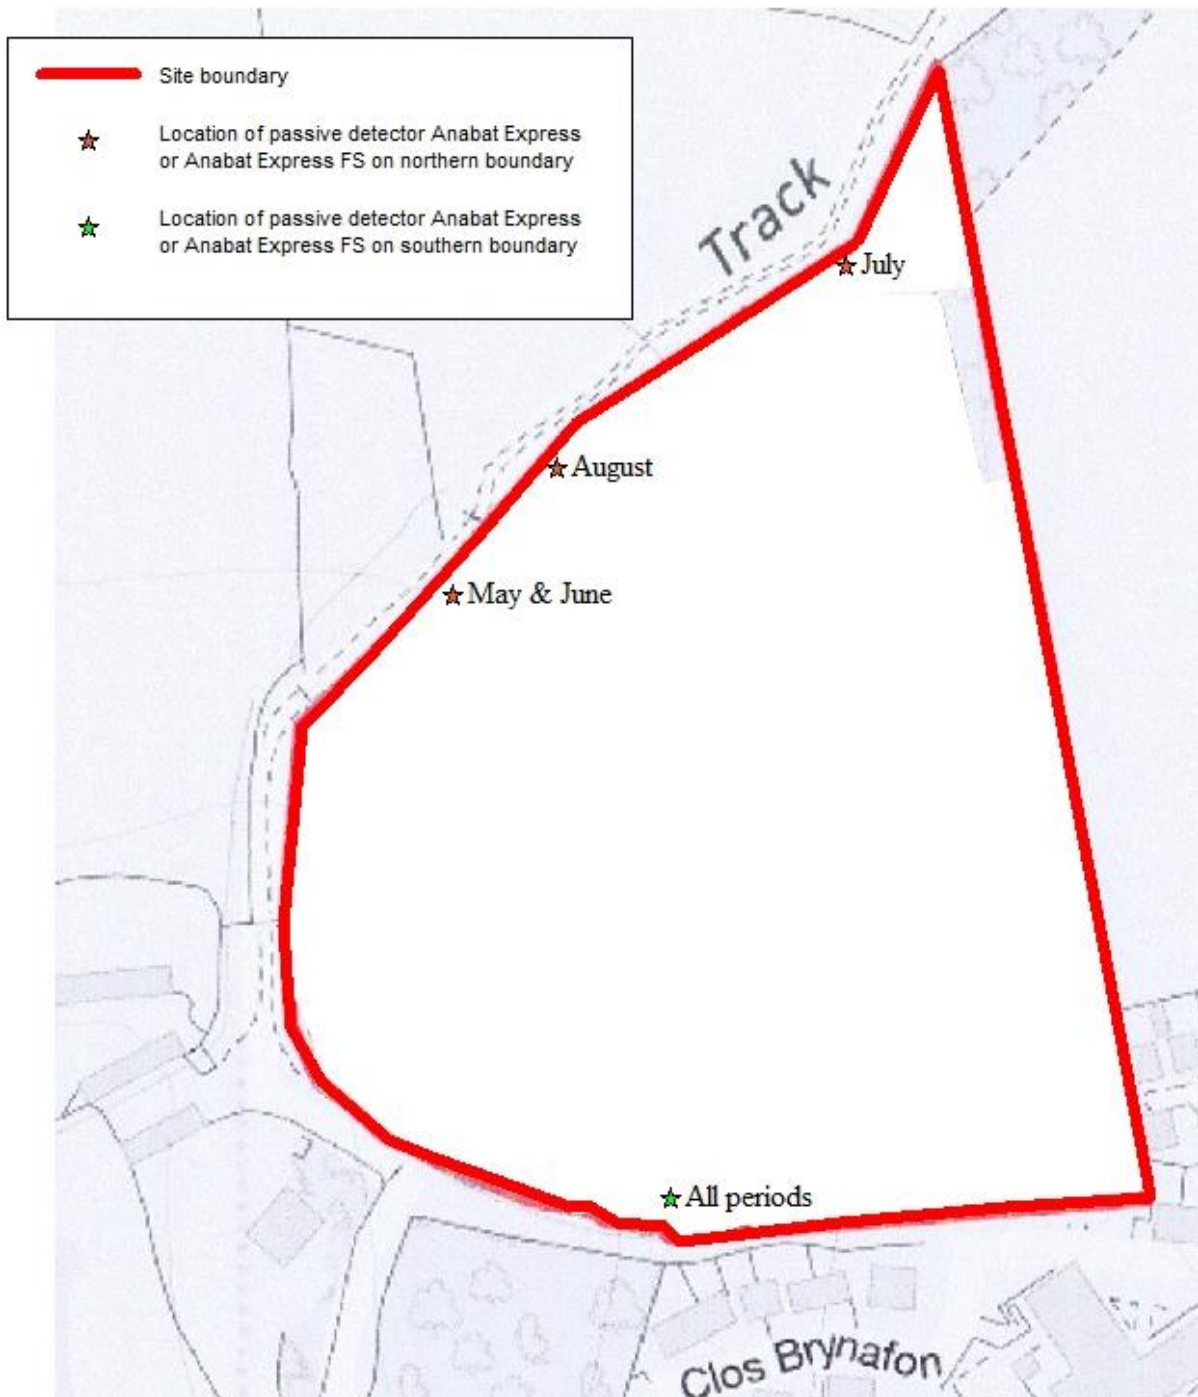 Site boundary
Location of passive detector Anabat Express
or Anabat Express FS on northern boundary
Location of passive detector Anabat Express
or Anabat Express FS on southern boundary
Track
July
August
May & June
All periods
Clos Brynafon